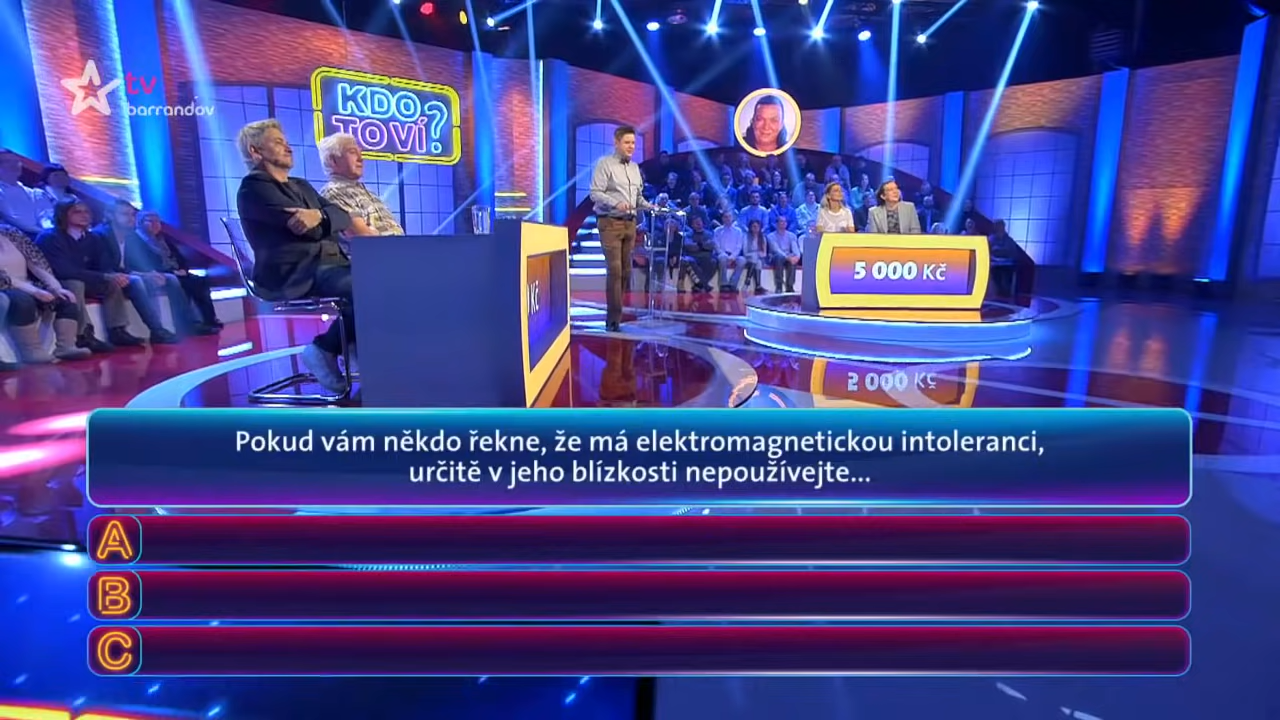 tv
barrandov
KDO
TO VÍ?
Kč
5 000 Kč
2 000 Kč
Pokud vám někdo řekne, že má elektromagnetickou intoleranci,
určitě v jeho blízkosti nepoužívejte...
A
B
C